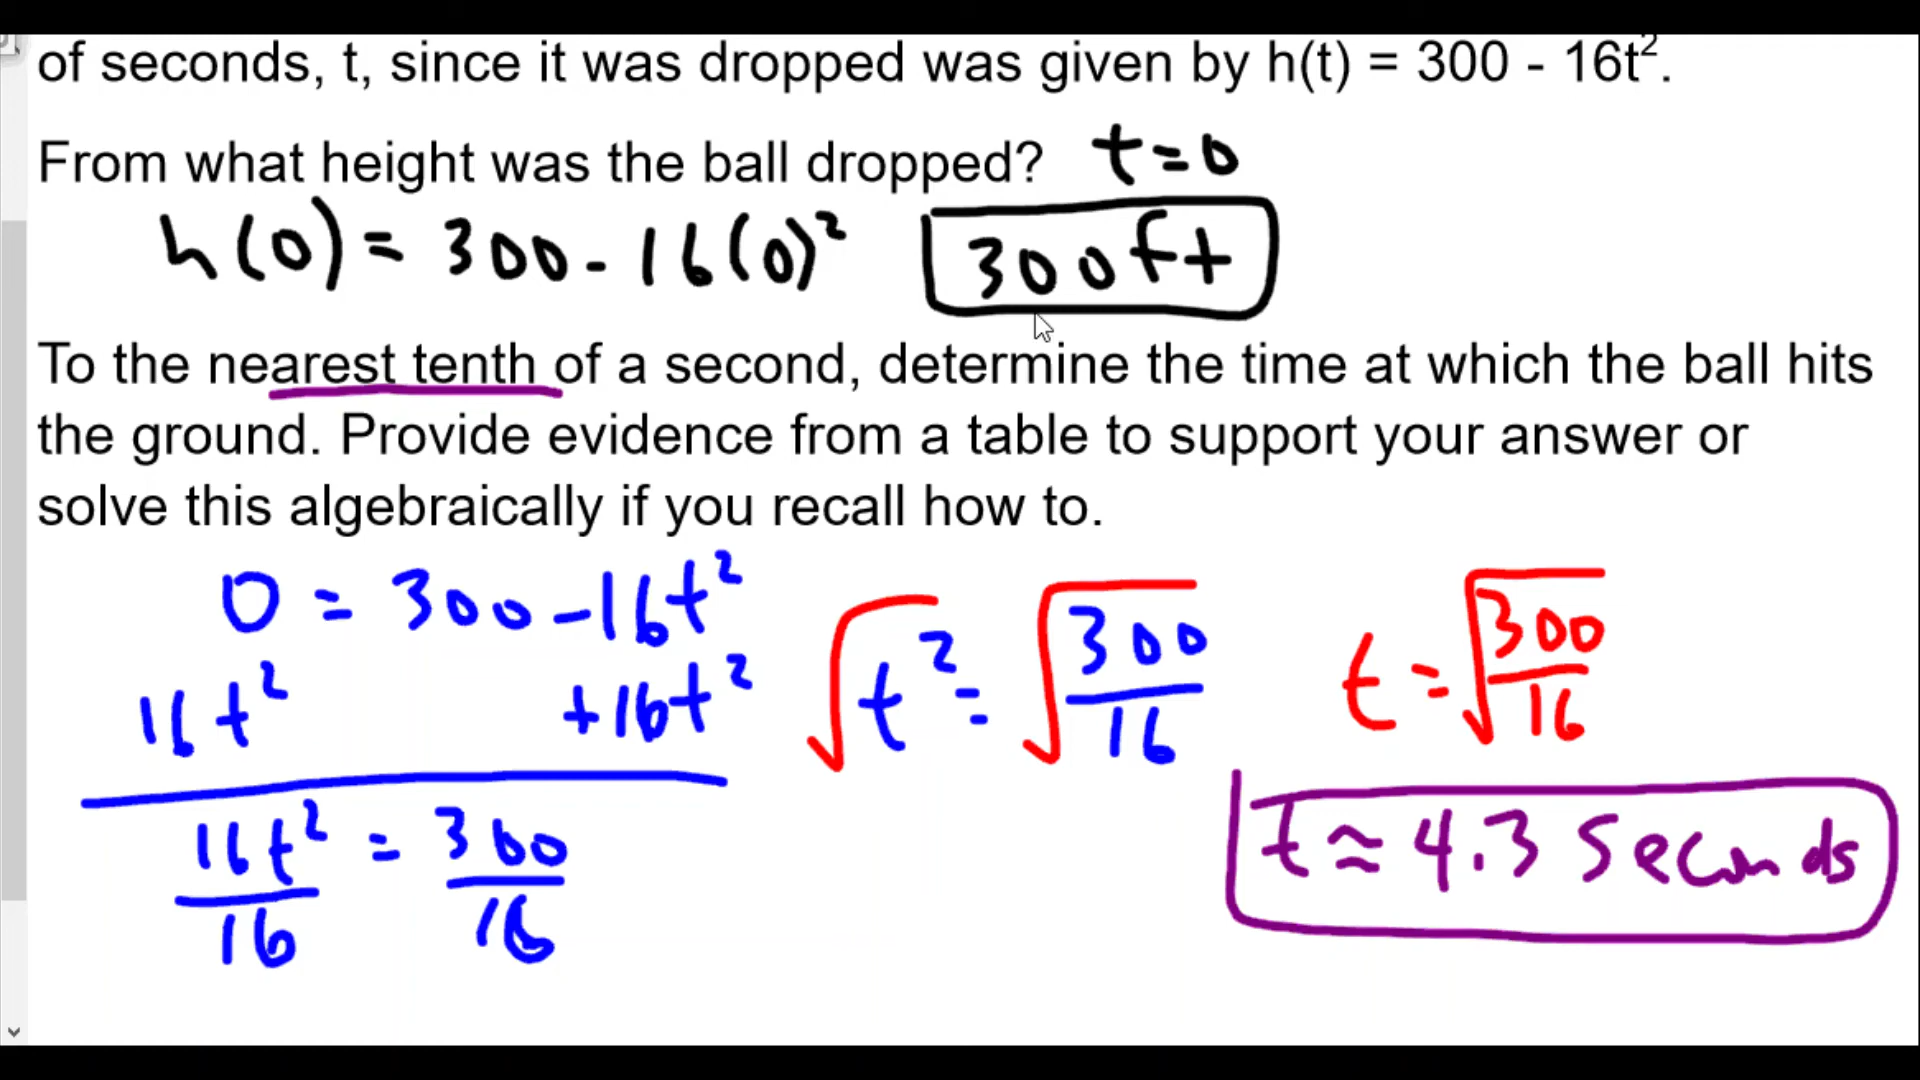 of seconds, t, since it was dropped was given by h(t) = 300 - 16t².
From what height was the ball dropped? t=0
h(0) = 300 - 16(0)² 300ft
To the nearest tenth of a second, determine the time at which the ball hits
the ground. Provide evidence from a table to support your answer or
solve this algebraically if you recall how to.
0 = 300 - 16t²
16t² +16t²
16t²/16 = 300/16
√t² = √300/16
t = √300/16
t ≈ 4.3 seconds